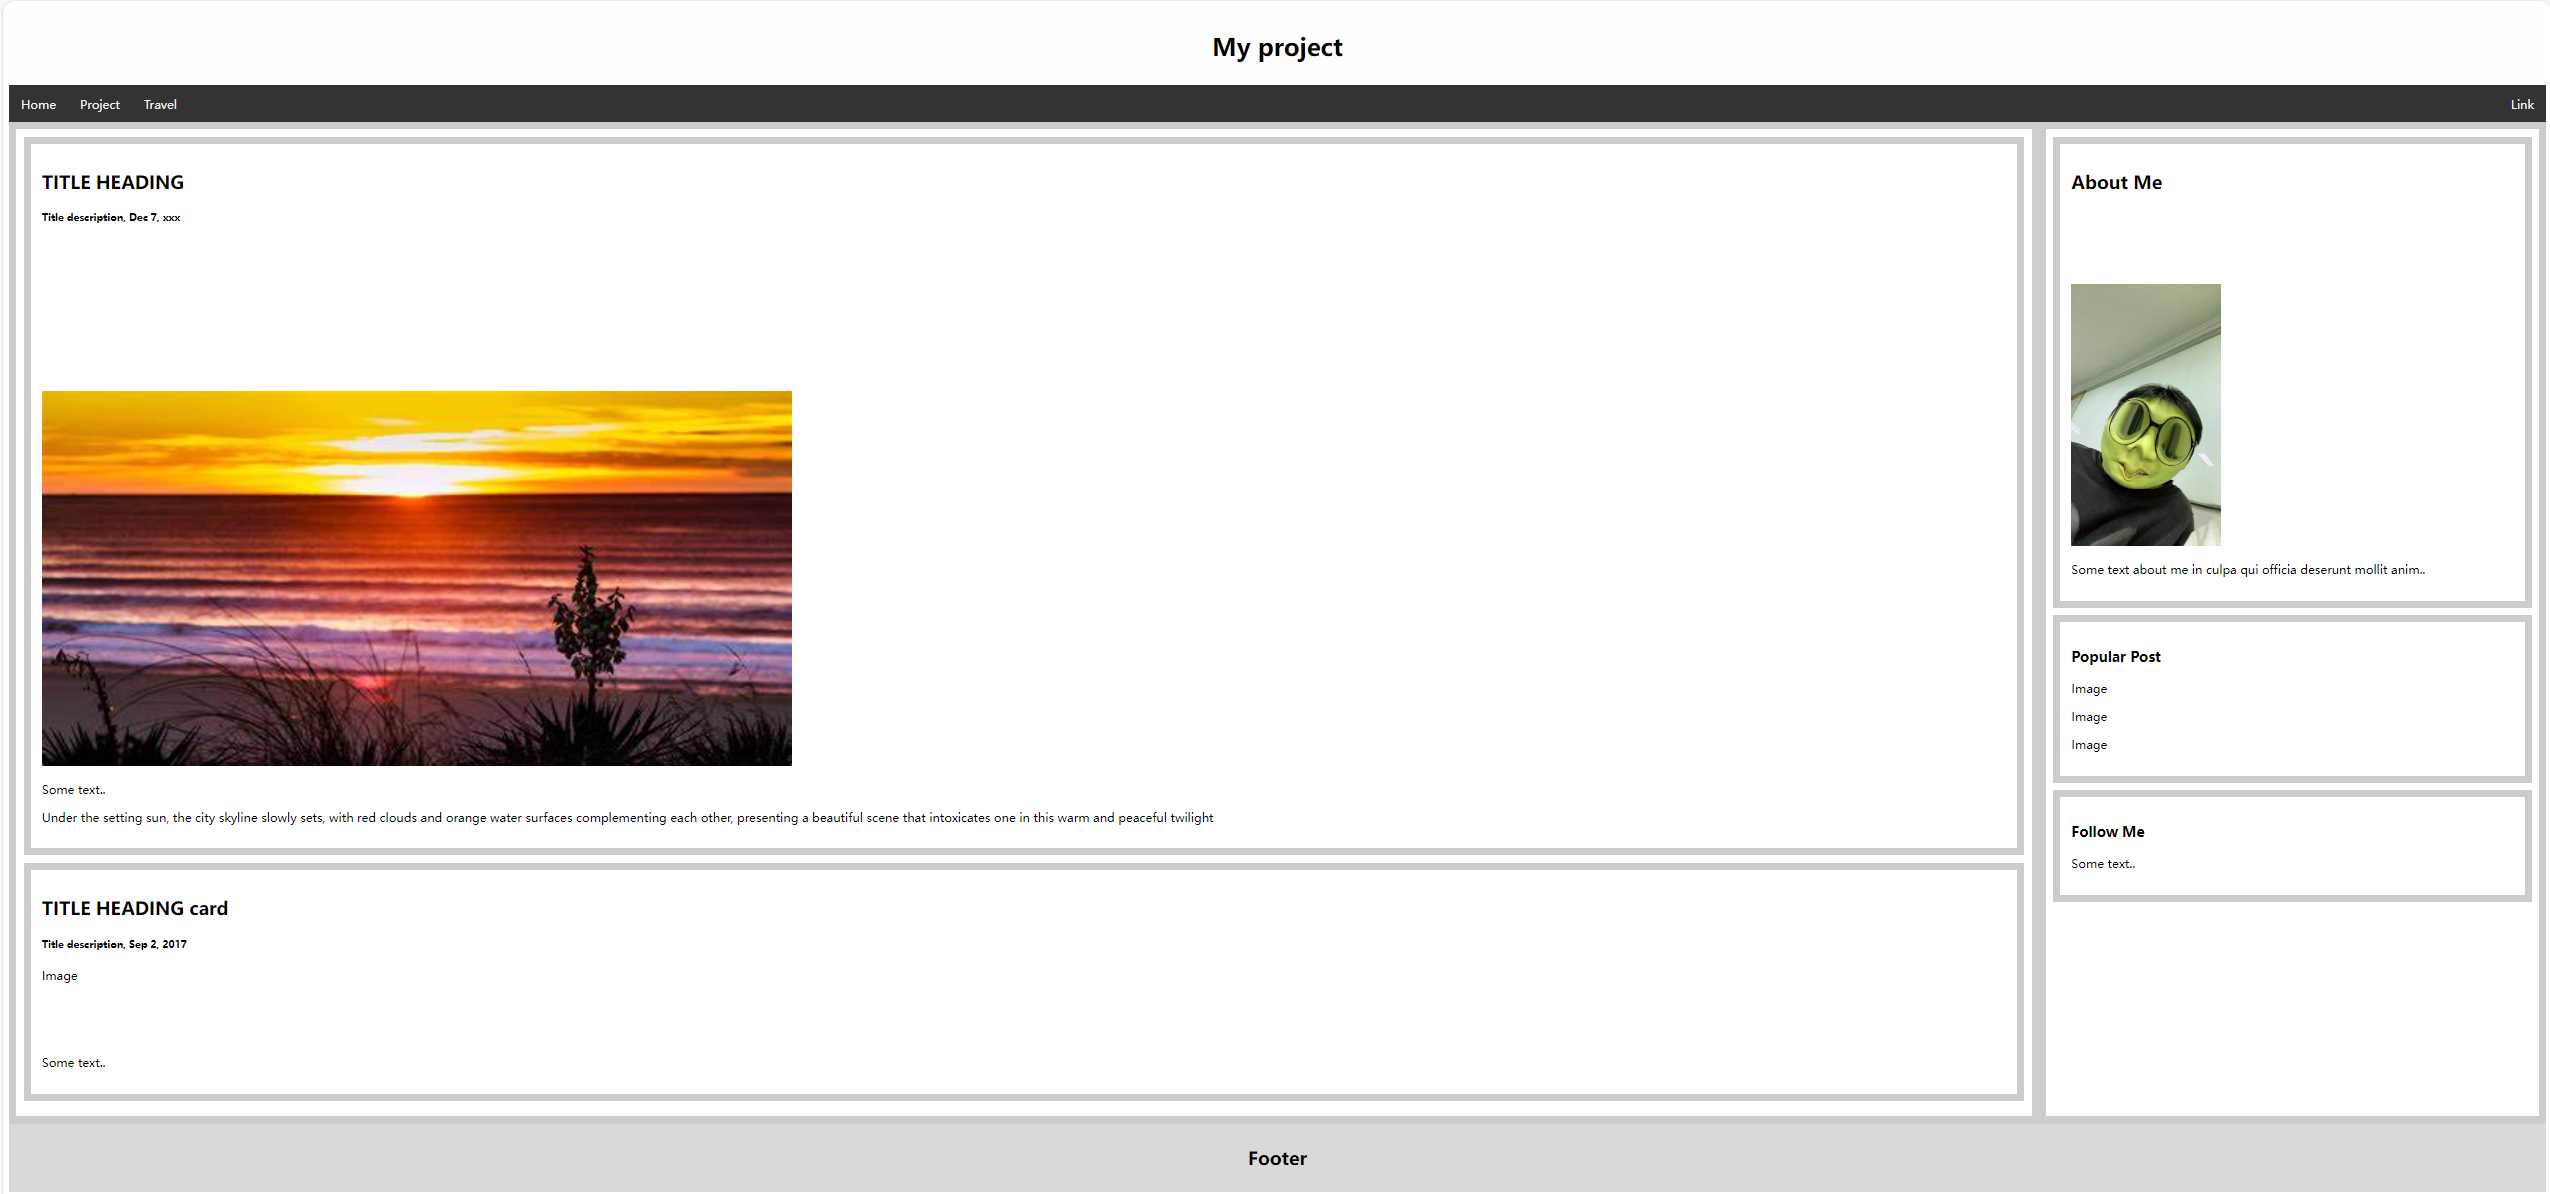 My project
Home Project Travel Link
TITLE HEADING
Title description, Dec 7, xxx
Some text..
Under the setting sun, the city skyline slowly sets, with red clouds and orange water surfaces complementing each other, presenting a beautiful scene that intoxicates one in this warm and peaceful twilight
TITLE HEADING card
Title description, Sep 2, 2017
Image
Some text..
About Me
Some text about me in culpa qui officia deserunt mollit anim..
Popular Post
Image
Image
Image
Follow Me
Some text..
Footer